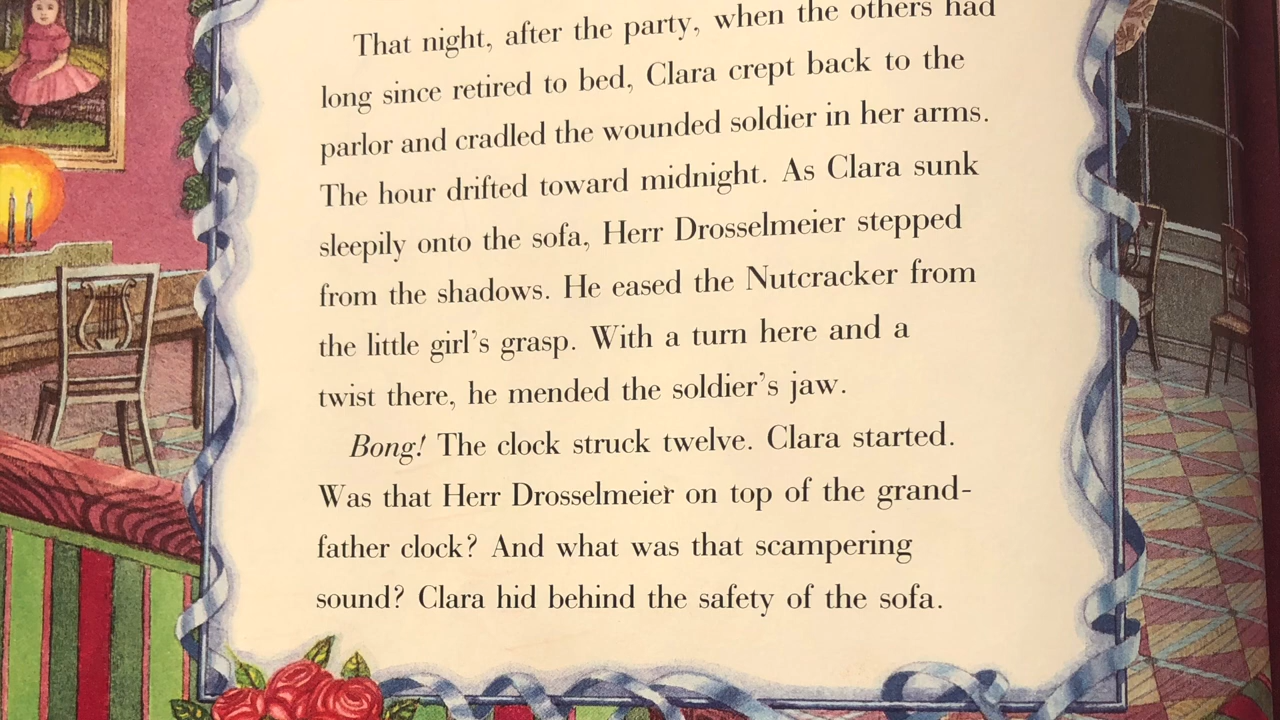 That night, after the party, when the others had
long since retired to bed, Clara crept back to the
parlor and cradled the wounded soldier in her arms.
The hour drifted toward midnight. As Clara sunk
sleepily onto the sofa, Herr Drosselmeier stepped
from the shadows. He eased the Nutcracker from
the little girl's grasp. With a turn here and a
twist there, he mended the soldier's jaw.
Bong! The clock struck twelve. Clara started.
Was that Herr Drosselmeier on top of the grand-
father clock? And what was that scampering
sound? Clara hid behind the safety of the sofa.